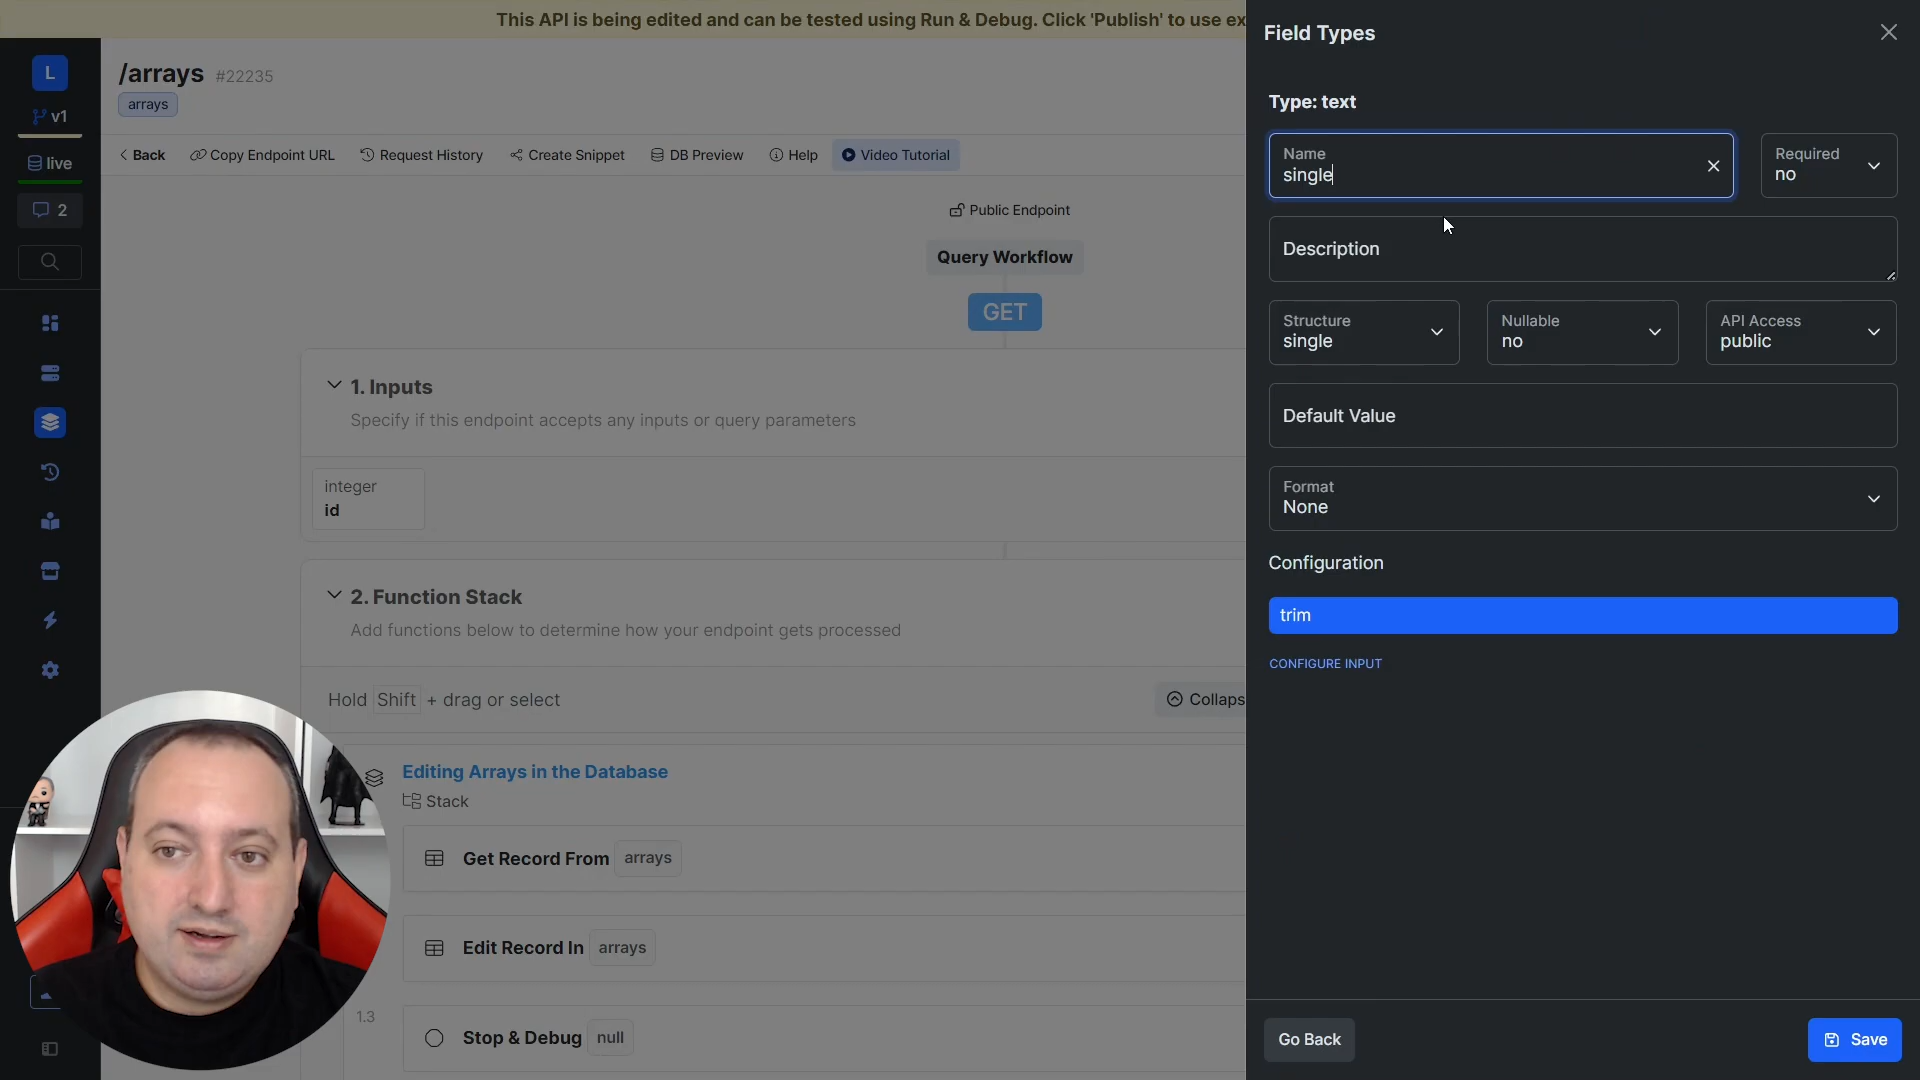 This API is being edited and can be tested using Run & Debug. Click 'Publish' to use ex
L
v1
live
2
/arrays #22235
arrays
Back
Copy Endpoint URL
Request History
Create Snippet
DB Preview
Help
Video Tutorial
Public Endpoint
Query Workflow
GET
1. Inputs
Specify if this endpoint accepts any inputs or query parameters
integer
id
2. Function Stack
Add functions below to determine how your endpoint gets processed
Hold Shift + drag or select
Collaps
Editing Arrays in the Database
Stack
Get Record From arrays
Edit Record In arrays
1.3
Stop & Debug null
Field Types
Type: text
Name
single
Required
no
Description
Structure
single
Nullable
no
API Access
public
Default Value
Format
None
Configuration
trim
CONFIGURE INPUT
Go Back
Save